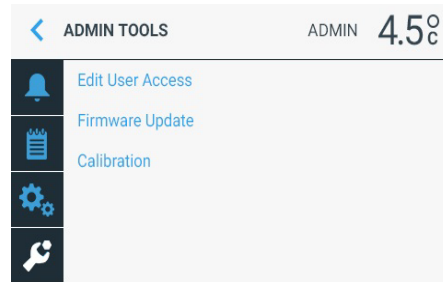 ADMIN TOOLS ADMIN 4.5°C
Edit User Access
Firmware Update
Calibration